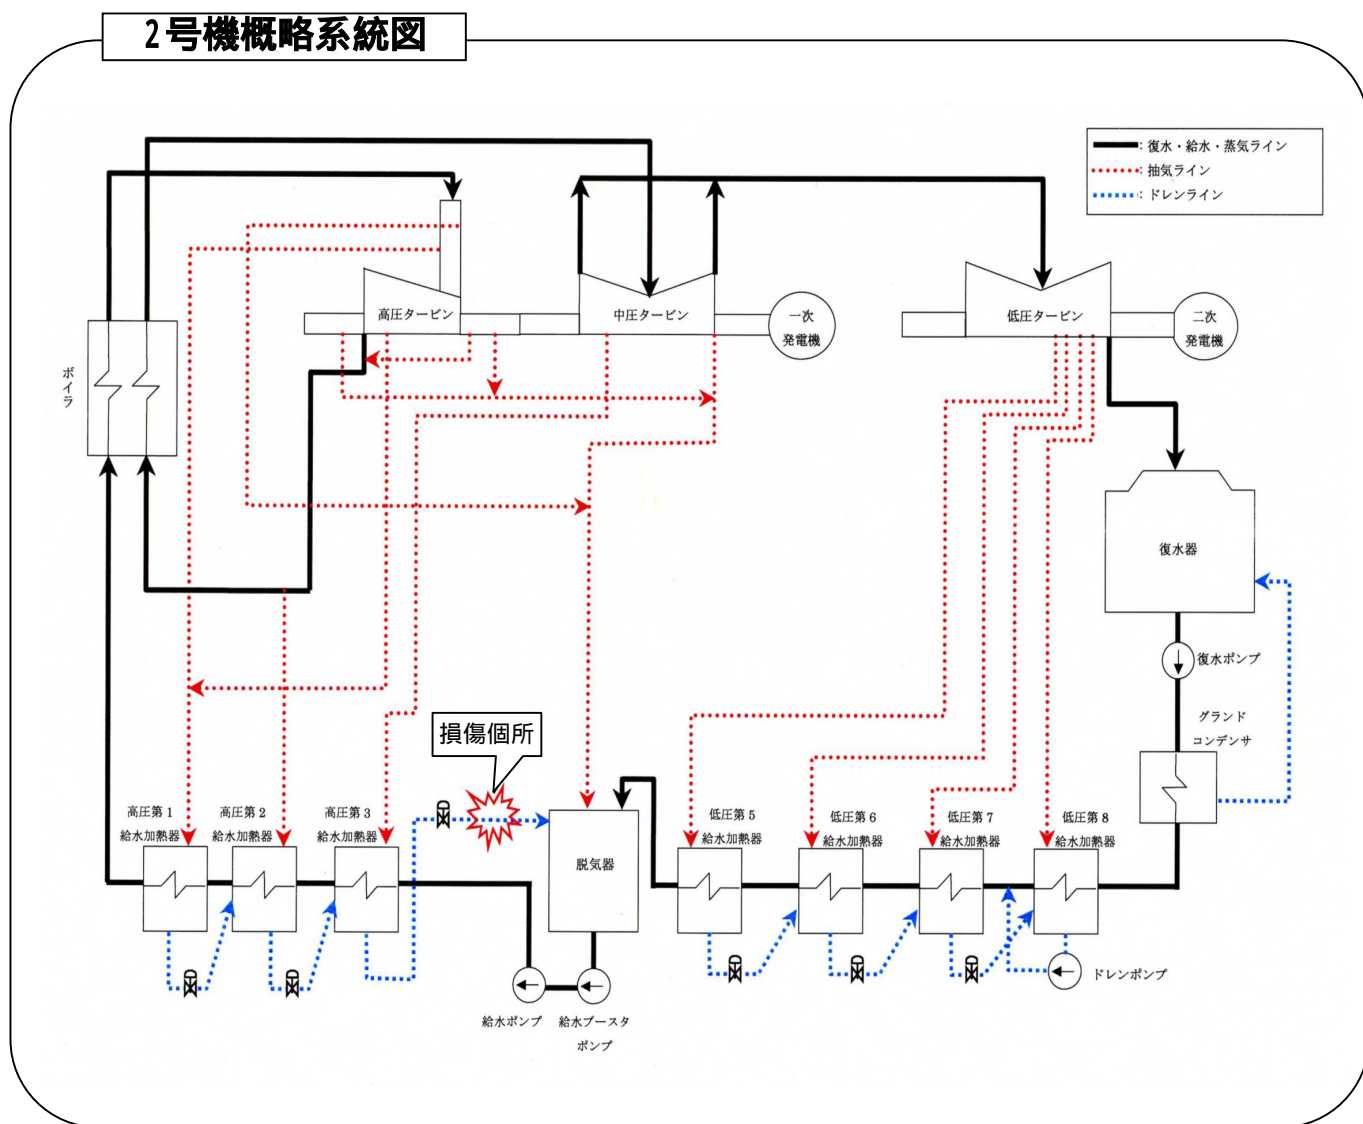 2号機概略系統図
: 復水・給水・蒸気ライン
: 抽気ライン
: ドレンライン
高圧タービン
中圧タービン
一次
発電機
低圧タービン
二次
発電機
ボイラ
復水器
復水ポンプ
グランド
コンデンサ
損傷個所
高圧第1
給水加熱器
高圧第2
給水加熱器
高圧第3
給水加熱器
脱気器
低圧第5
給水加熱器
低圧第6
給水加熱器
低圧第7
給水加熱器
低圧第8
給水加熱器
ドレンポンプ
給水ポンプ
給水ブースタ
ポンプ